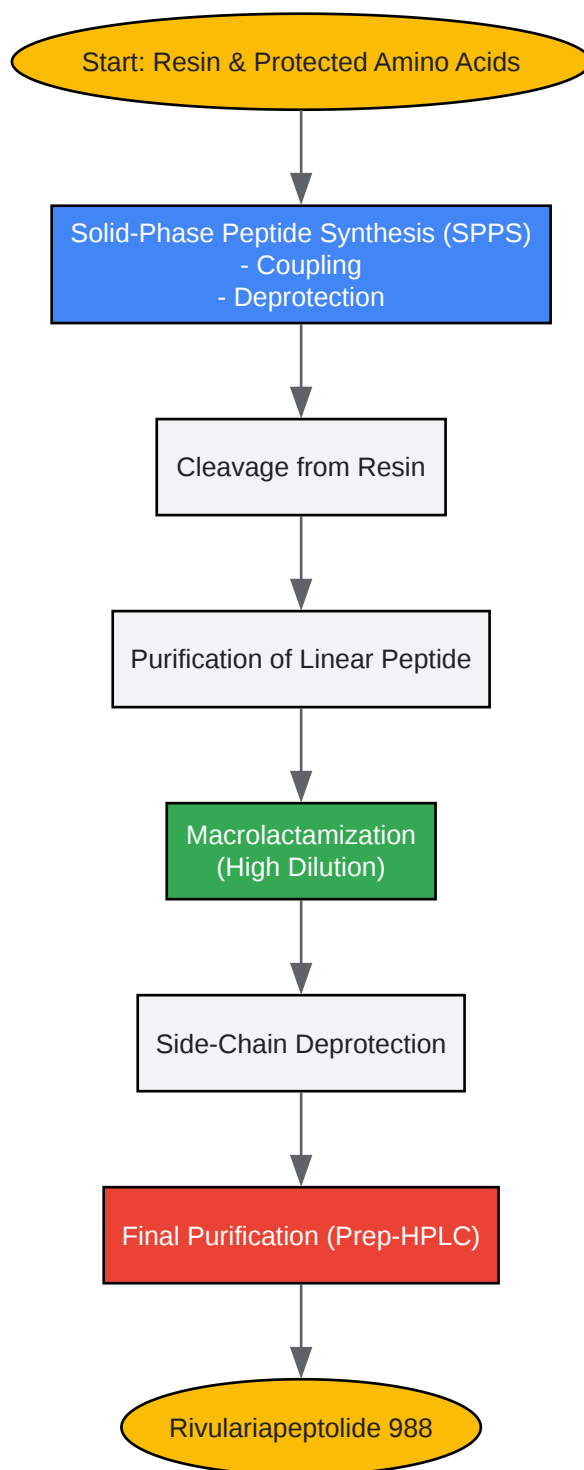 Start: Resin & Protected Amino Acids
Solid-Phase Peptide Synthesis (SPPS)
- Coupling
- Deprotection
Cleavage from Resin
Purification of Linear Peptide
Macrolactamization
(High Dilution)
Side-Chain Deprotection
Final Purification (Prep-HPLC)
Rivulariapeptolide 988